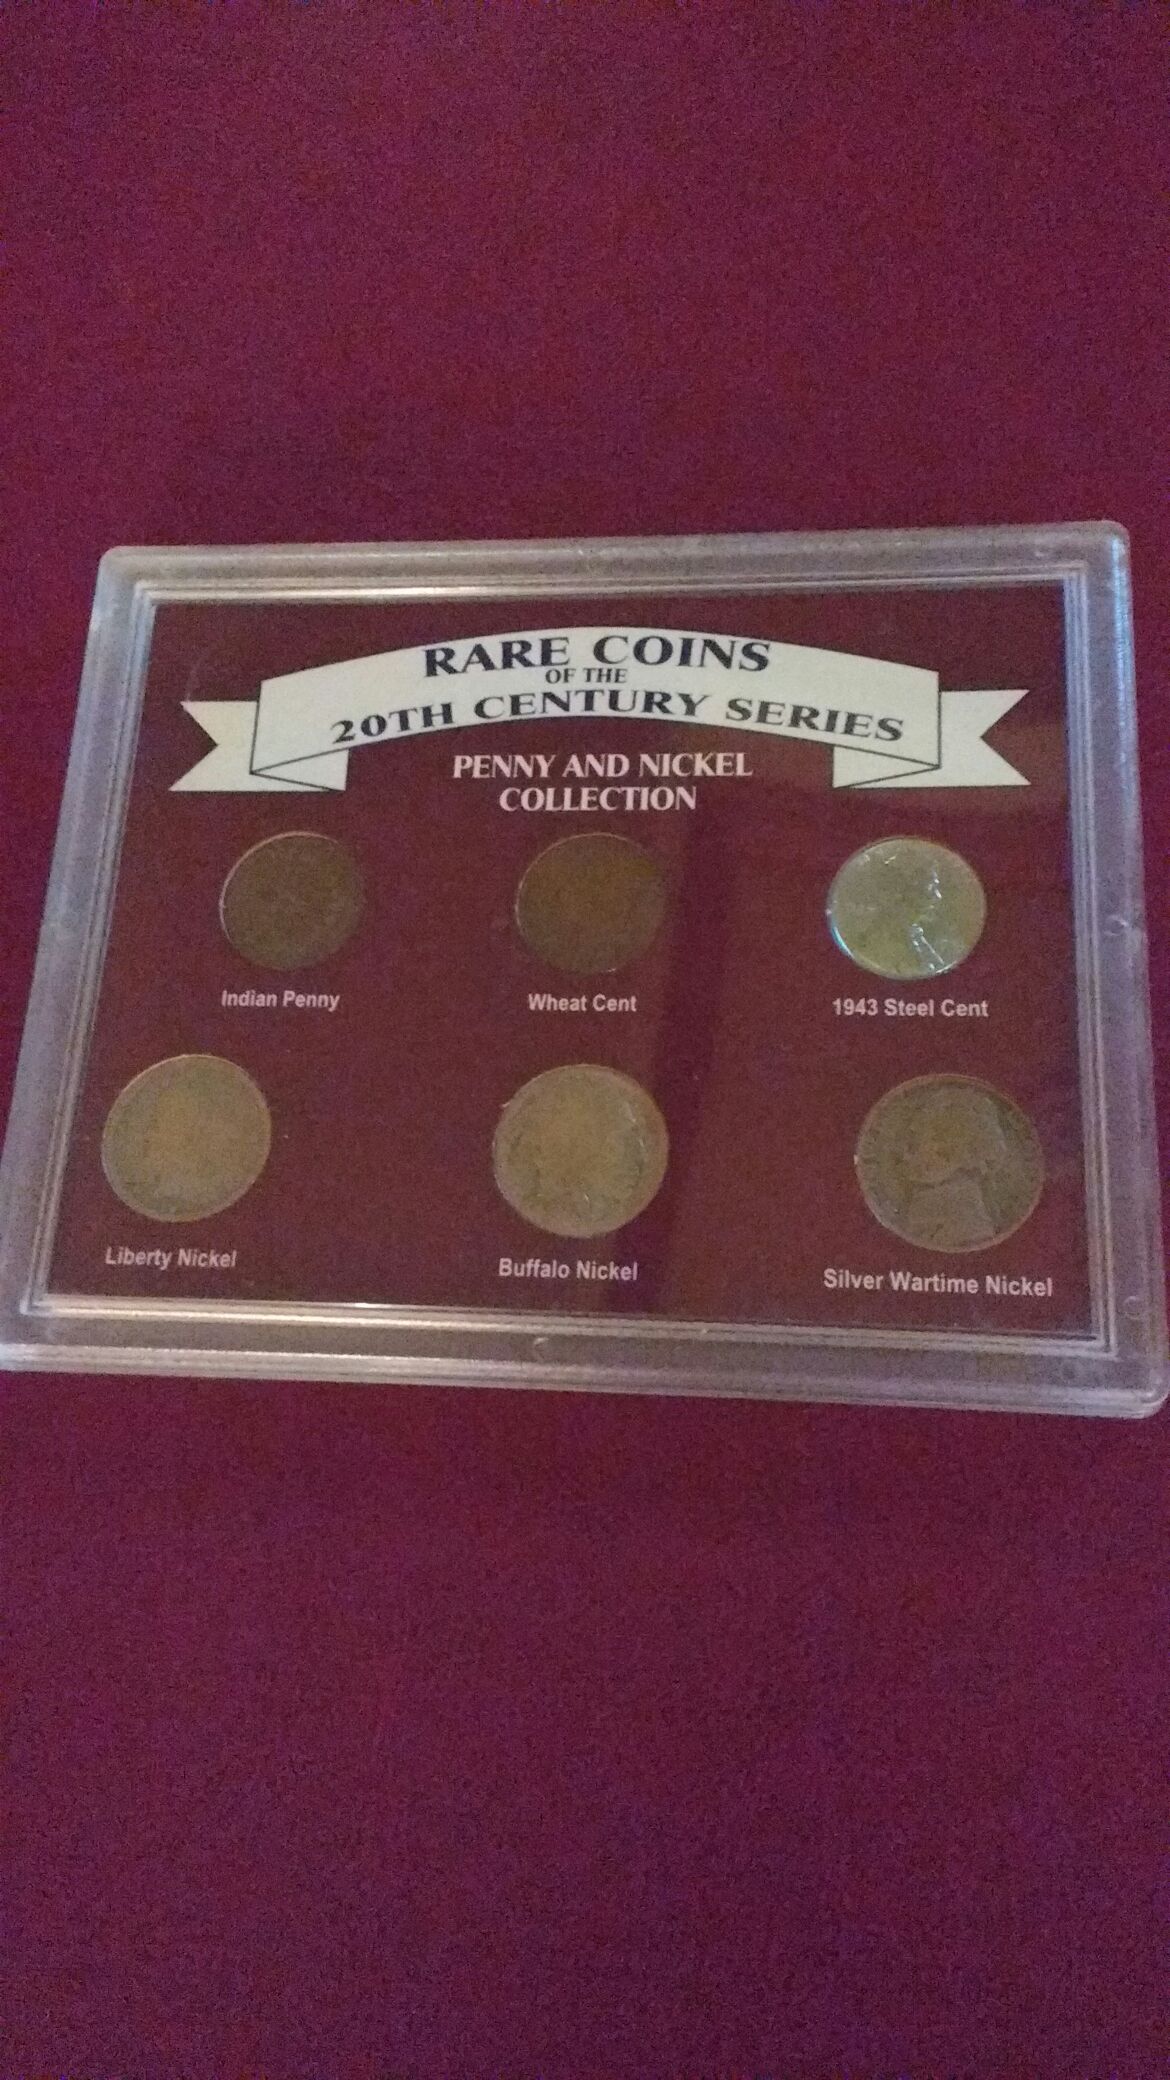 RARE COINS
OF THE
20TH CENTURY SERIES
PENNY AND NICKEL
COLLECTION
Indian Penny
Wheat Cent
1943 Steel Cent
Liberty Nickel
Buffalo Nickel
Silver Wartime Nickel